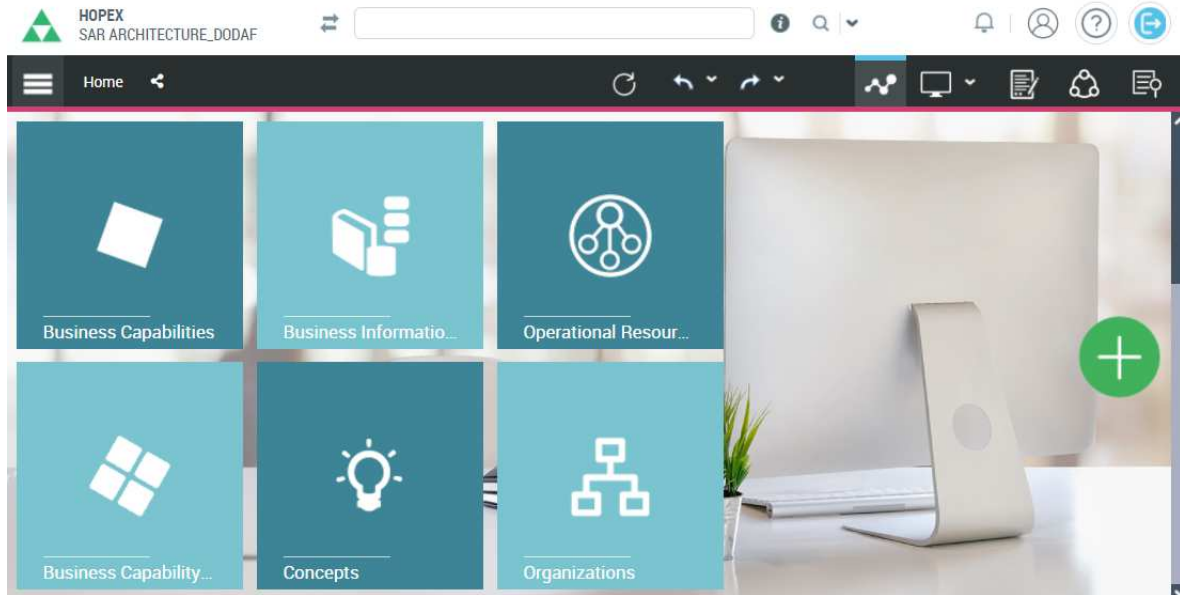 HOPEX
SAR ARCHITECTURE_DODAF
Home
Business Capabilities
Business Informatio...
Operational Resour...
Business Capability...
Concepts
Organizations